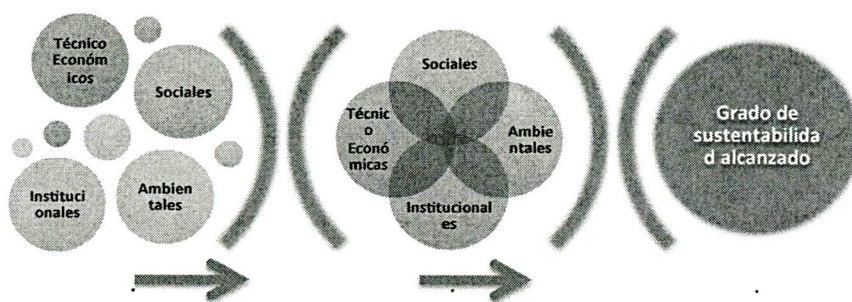 Técnico
Económ
icos
Sociales
Instituci
onales
Ambien
tales
Sociales
Técnic
o Econó
micas
Ambie
ntales
Institucional
es
Grado de
sustentabilida
d alcanzado